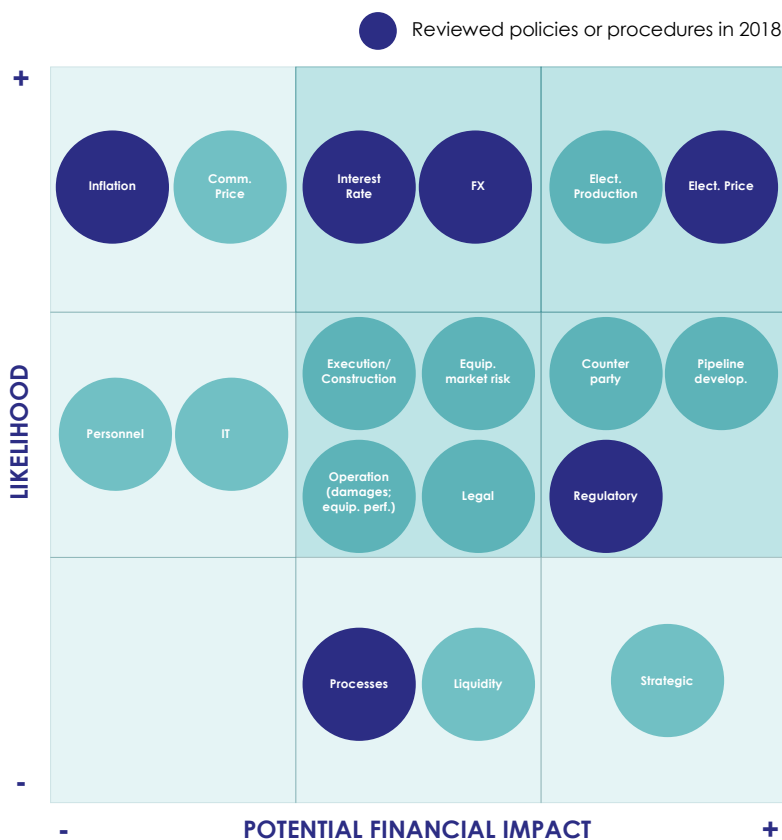 Reviewed policies or procedures in 2018
+
Inflation
Comm.
Price
Interest
Rate
FX
Elect.
Production
Elect. Price
LIKELIHOOD
Personnel
IT
Execution/
Construction
Equip.
market risk
Counter
party
Pipeline
develop.
Operation
(damages;
equip. perf.)
Legal
Regulatory
Processes
Liquidity
Strategic
-
-
POTENTIAL FINANCIAL IMPACT
+